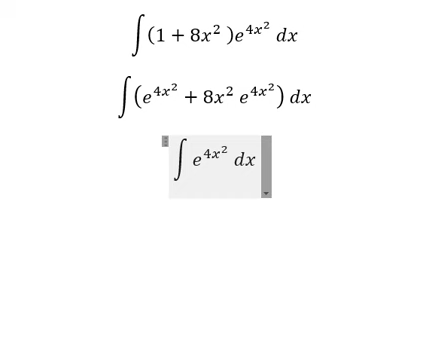 ∫(1 + 8x² )e^{4x²} dx
∫(e^{4x²} + 8x² e^{4x²}) dx
∫ e^{4x²} dx